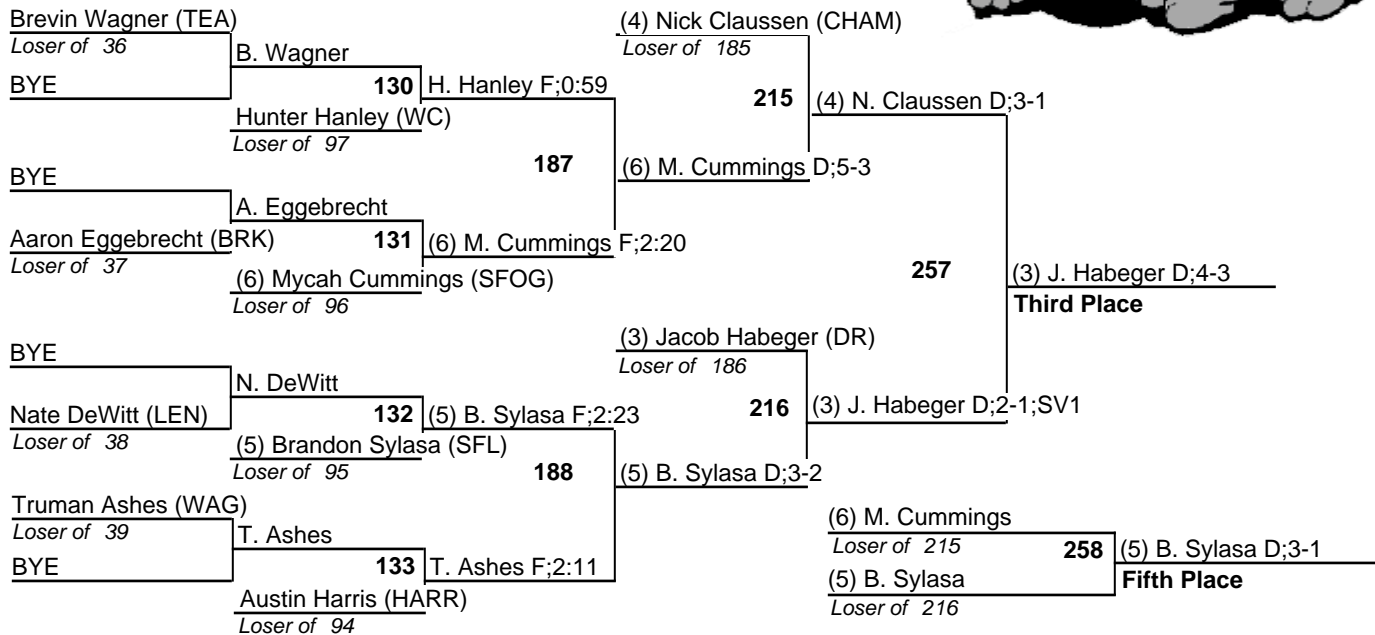 Brevin Wagner (TEA)
Loser of 36
B. Wagner
BYE
130
H. Hanley F;0:59
Hunter Hanley (WC)
Loser of 97
187
BYE
A. Eggebrecht
Aaron Eggebrecht (BRK)
Loser of 37
131
(6) M. Cummings F;2:20
(6) Mycah Cummings (SFOG)
Loser of 96
(4) Nick Claussen (CHAM)
Loser of 185
215
(4) N. Claussen D;3-1
(6) M. Cummings D;5-3
257
(3) J. Habeger D;4-3
Third Place
BYE
N. DeWitt
Nate DeWitt (LEN)
Loser of 38
132
(5) B. Sylasa F;2:23
(5) Brandon Sylasa (SFL)
Loser of 95
188
Truman Ashes (WAG)
Loser of 39
T. Ashes
BYE
133
T. Ashes F;2:11
Austin Harris (HARR)
Loser of 94
(3) Jacob Habeger (DR)
Loser of 186
216
(3) J. Habeger D;2-1;SV1
(5) B. Sylasa D;3-2
(6) M. Cummings
Loser of 215
258
(5) B. Sylasa D;3-1
Fifth Place
(5) B. Sylasa
Loser of 216